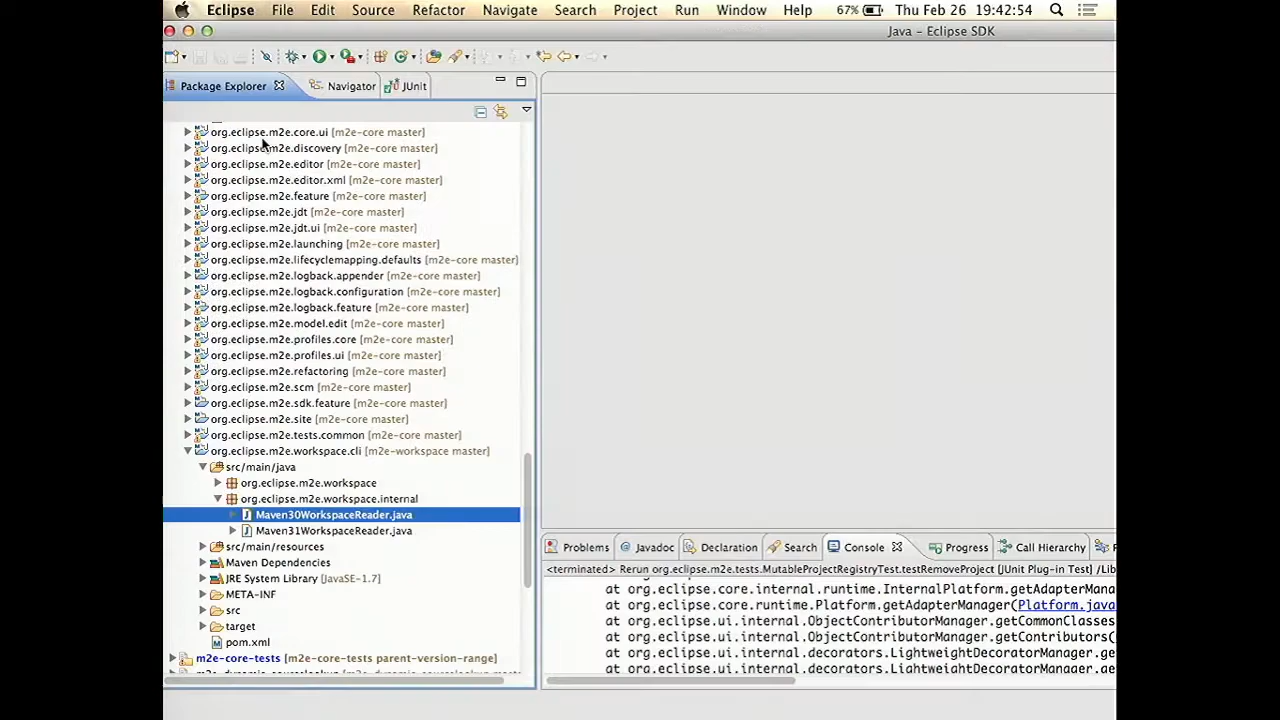 Eclipse File Edit Source Refactor Navigate Search Project Run Window Help 67% Thu Feb 26 19:42:54
Java – Eclipse SDK
Package Explorer Navigator JUnit
org.eclipse.m2e.core.ui [m2e-core master]
org.eclipse.m2e.discovery [m2e-core master]
org.eclipse.m2e.editor [m2e-core master]
org.eclipse.m2e.editor.xml [m2e-core master]
org.eclipse.m2e.feature [m2e-core master]
org.eclipse.m2e.jdt [m2e-core master]
org.eclipse.m2e.jdt.ui [m2e-core master]
org.eclipse.m2e.launching [m2e-core master]
org.eclipse.m2e.lifecyclemapping.defaults [m2e-core master]
org.eclipse.m2e.logback.appender [m2e-core master]
org.eclipse.m2e.logback.configuration [m2e-core master]
org.eclipse.m2e.logback.feature [m2e-core master]
org.eclipse.m2e.model.edit [m2e-core master]
org.eclipse.m2e.profiles.core [m2e-core master]
org.eclipse.m2e.profiles.ui [m2e-core master]
org.eclipse.m2e.refactoring [m2e-core master]
org.eclipse.m2e.scm [m2e-core master]
org.eclipse.m2e.sdk.feature [m2e-core master]
org.eclipse.m2e.site [m2e-core master]
org.eclipse.m2e.tests.common [m2e-core master]
org.eclipse.m2e.workspace.cli [m2e-workspace master]
src/main/java
org.eclipse.m2e.workspace
org.eclipse.m2e.workspace.internal
Maven30WorkspaceReader.java
Maven31WorkspaceReader.java
src/main/resources
Maven Dependencies
JRE System Library [JavaSE-1.7]
META-INF
src
target
pom.xml
m2e-core-tests [m2e-core-tests parent-version-range]
Problems Javadoc Declaration Search Console Progress Call Hierarchy
<terminated> Rerun org.eclipse.m2e.tests.MutableProjectRegistryTest.testRemoveProject [JUnit Plug-in Test] /Lib
at org.eclipse.core.internal.runtime.InternalPlatform.getAdapterMana
at org.eclipse.core.runtime.Platform.getAdapterManager(Platform.java
at org.eclipse.ui.internal.ObjectContributorManager.getCommonClasses
at org.eclipse.ui.internal.ObjectContributorManager.getContributors(
at org.eclipse.ui.internal.decorators.LightweightDecoratorManager.ge
at org.eclipse.ui.internal.decorators.LightweightDecoratorManager.ge